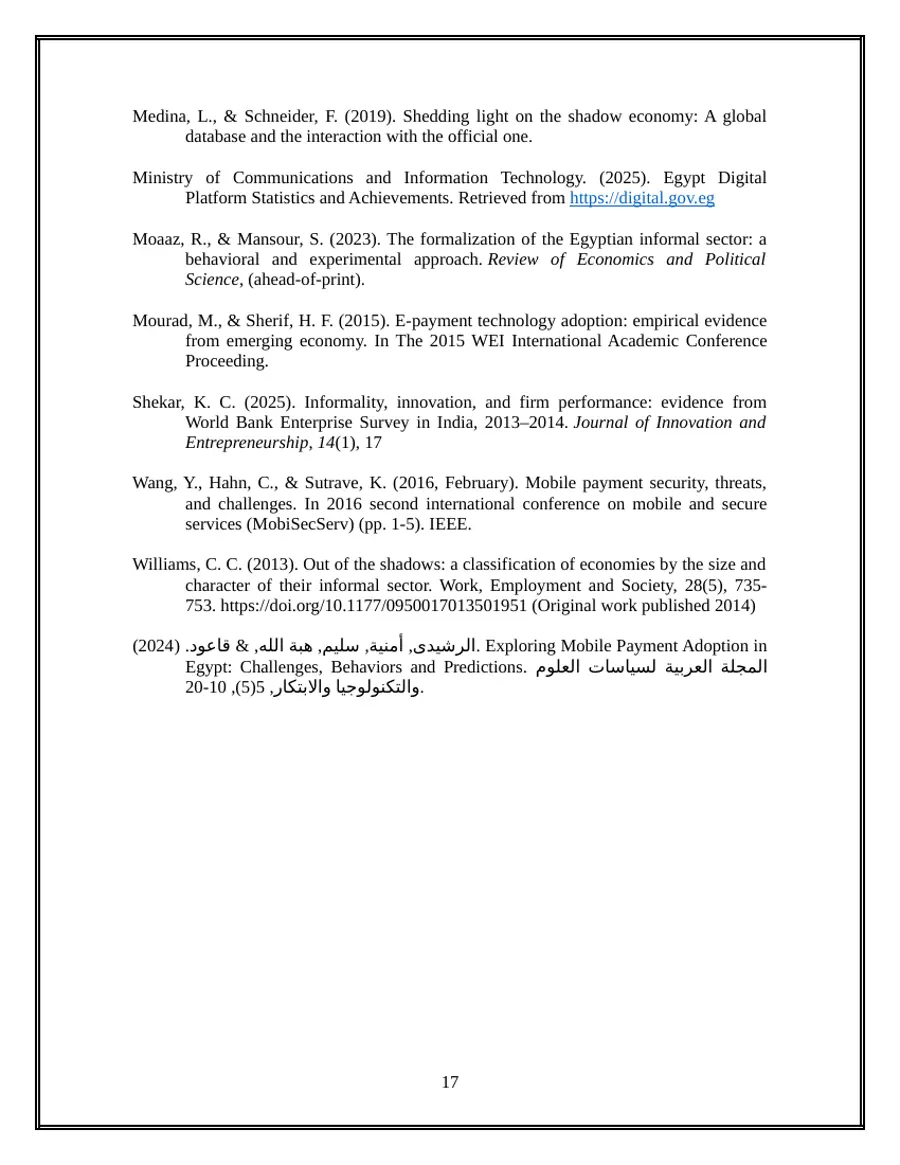 Medina, L., & Schneider, F. (2019). Shedding light on the shadow economy: A global
database and the interaction with the official one.
Ministry of Communications and Information Technology. (2025). Egypt Digital
Platform Statistics and Achievements. Retrieved from https://digital.gov.eg
Moaaz, R., & Mansour, S. (2023). The formalization of the Egyptian informal sector: a
behavioral and experimental approach. Review of Economics and Political
Science, (ahead-of-print).
Mourad, M., & Sherif, H. F. (2015). E-payment technology adoption: empirical evidence
from emerging economy. In The 2015 WEI International Academic Conference
Proceeding.
Shekar, K. C. (2025). Informality, innovation, and firm performance: evidence from
World Bank Enterprise Survey in India, 2013–2014. Journal of Innovation and
Entrepreneurship, 14(1), 17
Wang, Y., Hahn, C., & Sutrave, K. (2016, February). Mobile payment security, threats,
and challenges. In 2016 second international conference on mobile and secure
services (MobiSecServ) (pp. 1-5). IEEE.
Williams, C. C. (2013). Out of the shadows: a classification of economies by the size and
character of their informal sector. Work, Employment and Society, 28(5), 735-
753. https://doi.org/10.1177/0950017013501951 (Original work published 2014)
الرشيدى, أمنية, سليم, هبة الله, & قاعود. (2024). Exploring Mobile Payment Adoption in
Egypt: Challenges, Behaviors and Predictions. المجلة العربية لسياسات العلوم
والتكنولوجيا والابتكار, 5(5), 10-20.
17